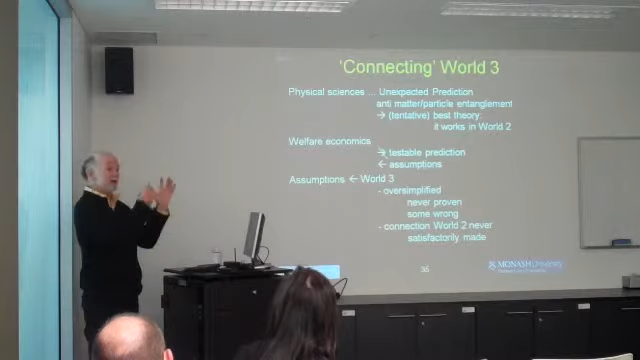 'Connecting' World 3
Physical sciences ... Unexpected Prediction
anti matter/particle entanglement
→ (tentative) best theory:
it works in World 2
Welfare economics
→ testable prediction
← assumptions
Assumptions ← World 3
- oversimplified
never proven
some wrong
- connection World 2 never
satisfactorily made
36
MONASH University